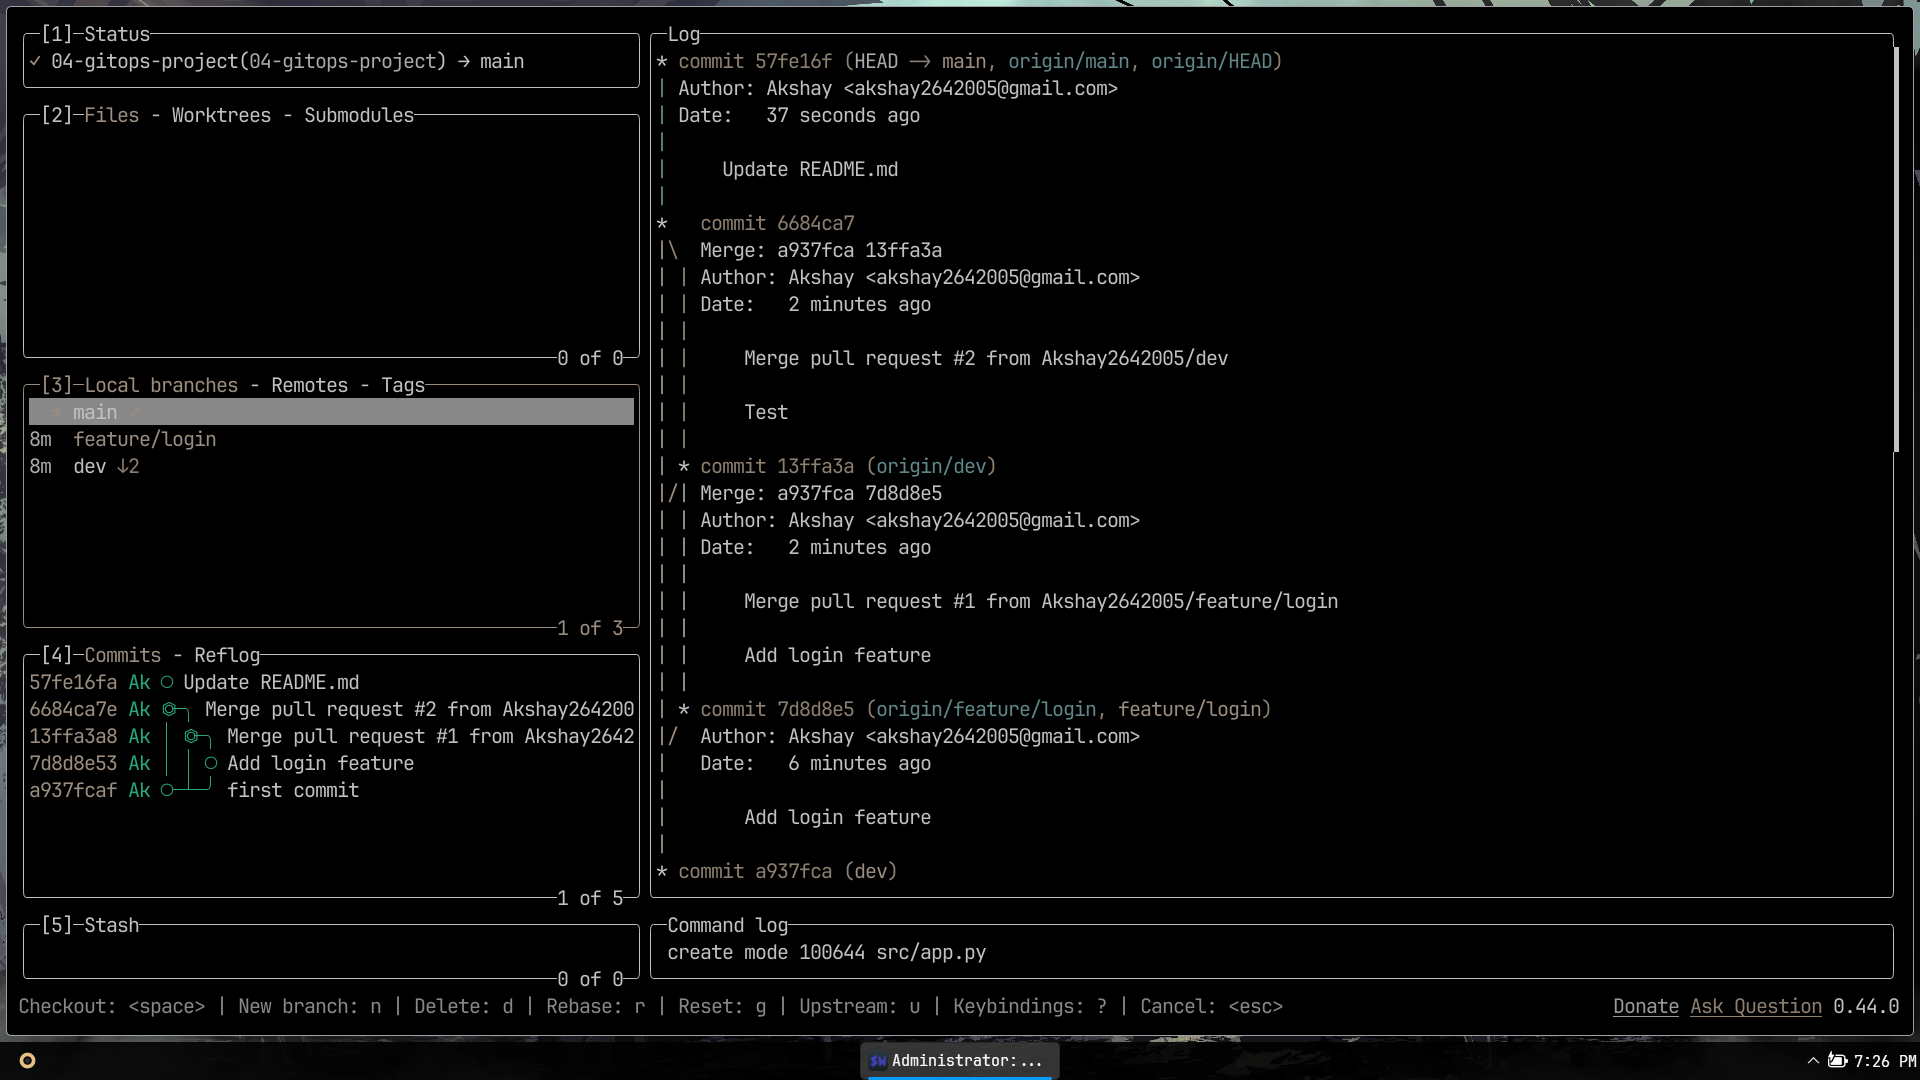 [1]─Status
✓ 04-gitops-project(04-gitops-project) → main
[2]─Files - Worktrees - Submodules
0 of 0
[3]─Local branches - Remotes - Tags
* main ✓
8m feature/login
8m dev ↓2
1 of 3
[4]─Commits - Reflog
57fe16fa Ak Update README.md
6684ca7e Ak Merge pull request #2 from Akshay264200
13ffa3a8 Ak Merge pull request #1 from Akshay2642
7d8d8e53 Ak Add login feature
a937fcaf Ak first commit
1 of 5
[5]─Stash
0 of 0
Log
* commit 57fe16f (HEAD -> main, origin/main, origin/HEAD)
| Author: Akshay <akshay2642005@gmail.com>
| Date: 37 seconds ago
|
| Update README.md
|
* commit 6684ca7
|\ Merge: a937fca 13ffa3a
| | Author: Akshay <akshay2642005@gmail.com>
| | Date: 2 minutes ago
| |
| | Merge pull request #2 from Akshay2642005/dev
| |
| | Test
| |
| * commit 13ffa3a (origin/dev)
|/| Merge: a937fca 7d8d8e5
| | Author: Akshay <akshay2642005@gmail.com>
| | Date: 2 minutes ago
| |
| | Merge pull request #1 from Akshay2642005/feature/login
| |
| | Add login feature
| |
| * commit 7d8d8e5 (origin/feature/login, feature/login)
|/ Author: Akshay <akshay2642005@gmail.com>
| Date: 6 minutes ago
|
| Add login feature
|
* commit a937fca (dev)
Command log
create mode 100644 src/app.py
Checkout: <space> | New branch: n | Delete: d | Rebase: r | Reset: g | Upstream: u | Keybindings: ? | Cancel: <esc>
Donate Ask Question 0.44.0
Administrator:...
7:26 PM